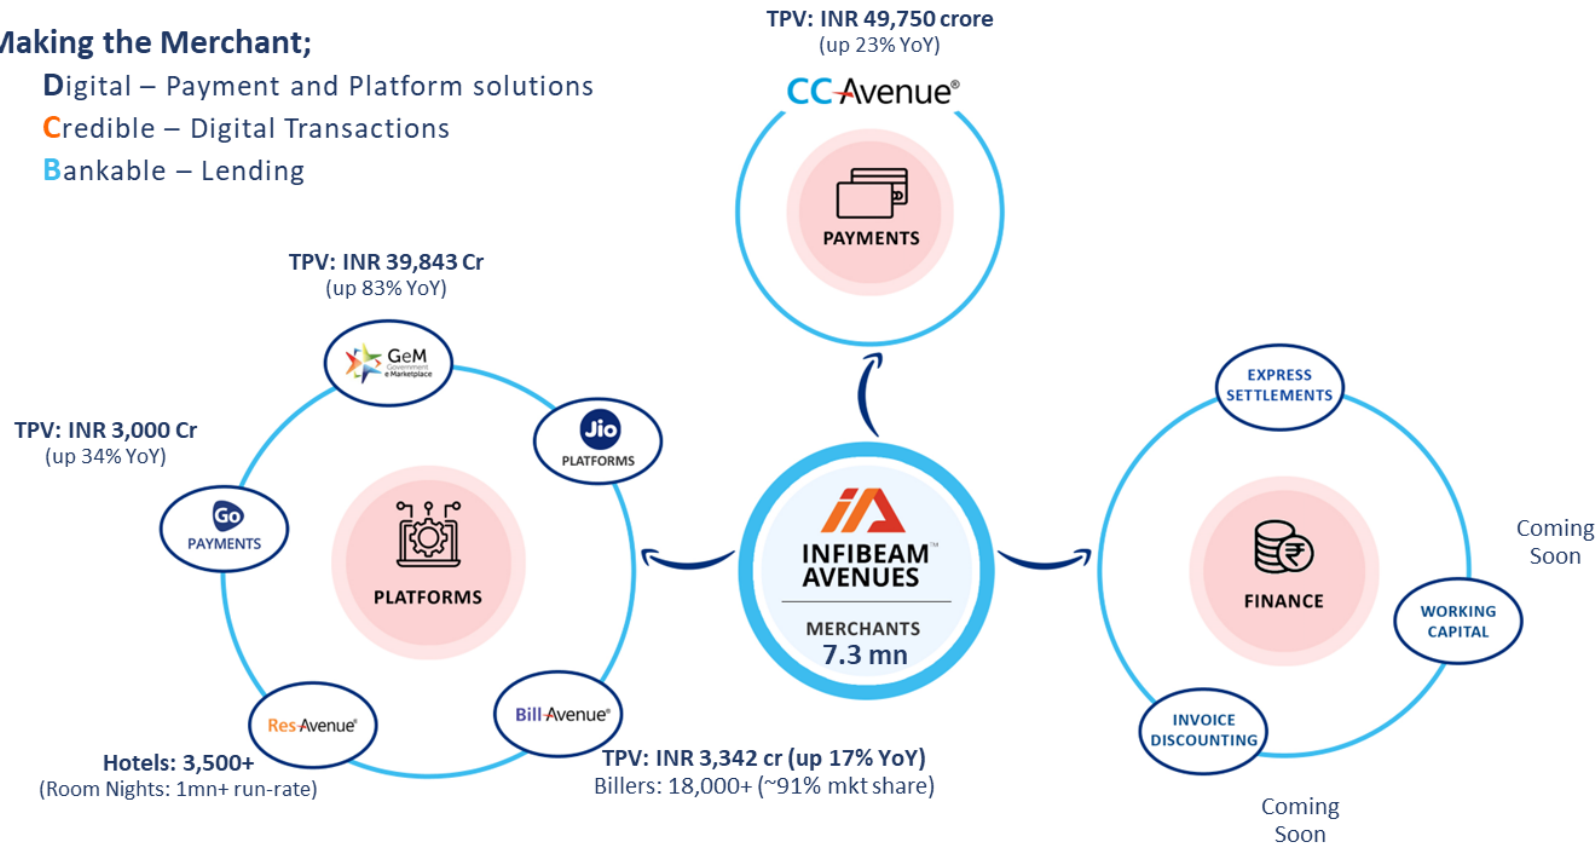 Making the Merchant;
Digital – Payment and Platform solutions
Credible – Digital Transactions
Bankable – Lending
TPV: INR 49,750 crore
(up 23% YoY)
CCAvenue®
PAYMENTS
TPV: INR 39,843 Cr
(up 83% YoY)
GeM
Government
e Marketplace
Jio
PLATFORMS
TPV: INR 3,000 Cr
(up 34% YoY)
Go
PAYMENTS
PLATFORMS
ResAvenue®
Hotels: 3,500+
(Room Nights: 1mn+ run-rate)
BillAvenue®
TPV: INR 3,342 cr (up 17% YoY)
Billers: 18,000+ (~91% mkt share)
INFIBEAM™
AVENUES
MERCHANTS
7.3 mn
EXPRESS
SETTLEMENTS
FINANCE
Coming
Soon
WORKING
CAPITAL
INVOICE
DISCOUNTING
Coming
Soon